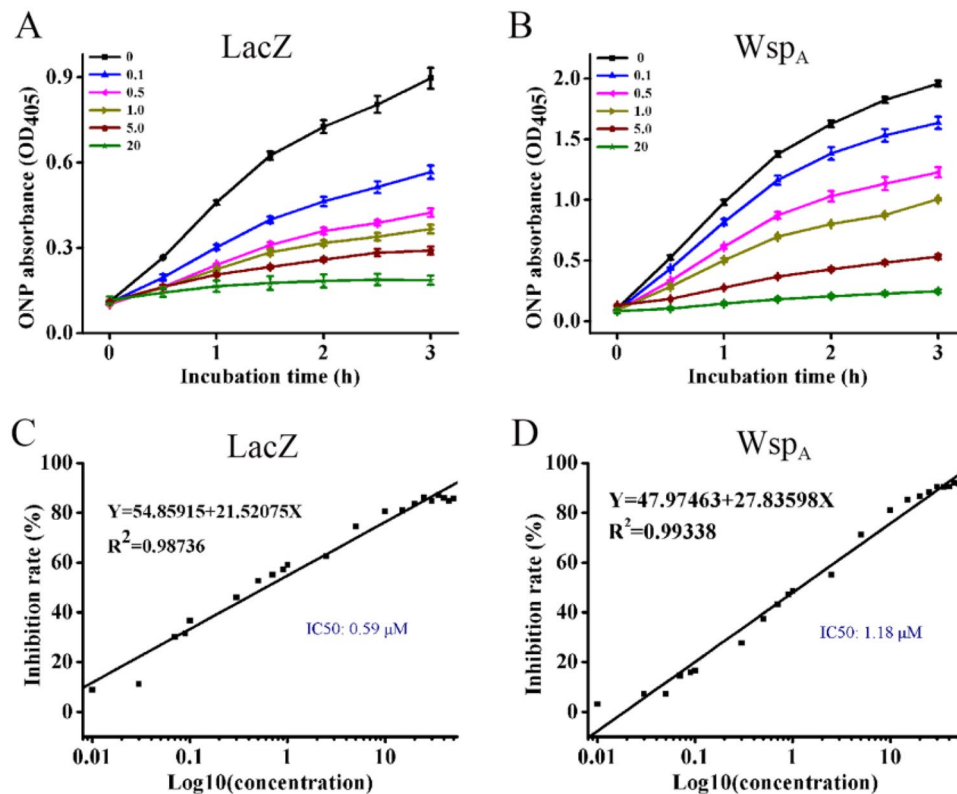 A
LacZ
0
0.1
0.5
1.0
5.0
20
0.9
0.6
0.3
0.0
ONP absorbance (OD405)
0 1 2 3
Incubation time (h)
B
WspA
0
0.1
0.5
1.0
5.0
20
2.0
1.5
1.0
0.5
0.0
ONP absorbance (OD405)
0 1 2 3
Incubation time (h)
C
LacZ
Y=54.85915+21.52075X
R2=0.98736
IC50: 0.59 μM
80
60
40
20
0
Inhibition rate (%)
0.01 0.1 1 10
Log10(concentration)
D
WspA
Y=47.97463+27.83598X
R2=0.99338
IC50: 1.18 μM
80
60
40
20
0
Inhibition rate (%)
0.01 0.1 1 10
Log10(concentration)